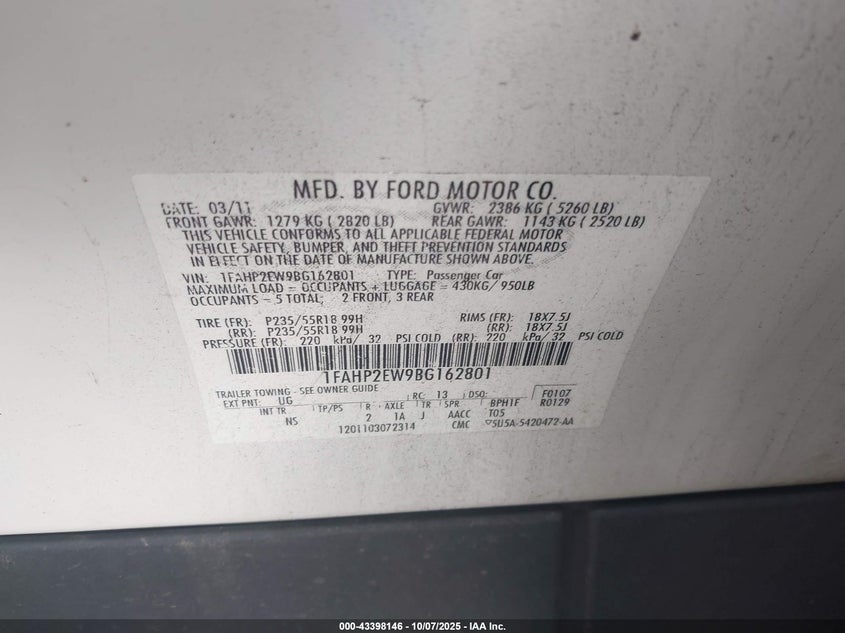 MFD. BY FORD MOTOR CO.
DATE: 03/11 GVWR: 2386 KG ( 5260 LB)
FRONT GAWR: 1279 KG ( 2820 LB) REAR GAWR: 1143 KG ( 2520 LB)
THIS VEHICLE CONFORMS TO ALL APPLICABLE FEDERAL MOTOR
VEHICLE SAFETY, BUMPER, AND THEFT PREVENTION STANDARDS
IN EFFECT ON THE DATE OF MANUFACTURE SHOWN ABOVE.
VIN: 1FAHP2EW9BG162801 TYPE: Passenger Car
MAXIMUM LOAD = OCCUPANTS + LUGGAGE = 430KG/ 950LB
OCCUPANTS = 5 TOTAL; 2 FRONT, 3 REAR
TIRE (FR): P235/55R18 99H RIMS (FR): 18X7.5J
(RR): P235/55R18 99H (RR): 18X7.5J
PRESSURE (FR): 220 kPa/ 32 PSI COLD (RR): 220 kPa/ 32 PSI COLD
1FAHP2EW9BG162801
TRAILER TOWING - SEE OWNER GUIDE
EXT PNT: UG RC: 13 DSO: F0107
INT TR TP/PS R AXLE TR SPR BPH1F R0129
NS 2 1A J AACC T05
1201103072314 CMC ▽5U5A-5420472-AA
000-43398146 - 10/07/2025 - IAA Inc.